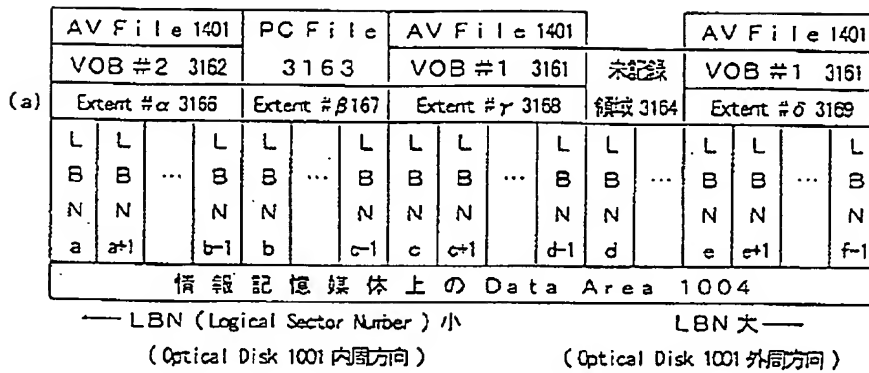 AV File 1401 PC File AV File 1401 AV File 1401
VOB #2 3162 3163 VOB #1 3161 未記録 VOB #1 3161
(a) Extent #α 3166 Extent #β 167 Extent #γ 3168 領域 3164 Extent #δ 3169
L L L L L L L L L L L L
B B … B B … B B B … B B … B B … B
N N N N N N N N N N N N
a a+1 b-1 b c-1 c c+1 d-1 d e e+1 f-1
情報記憶媒体上の Data Area 1004
←— LBN (Logical Sector Number) 小 LBN 大 —
(Optical Disk 1001 内周方向) (Optical Disk 1001 外周方向)